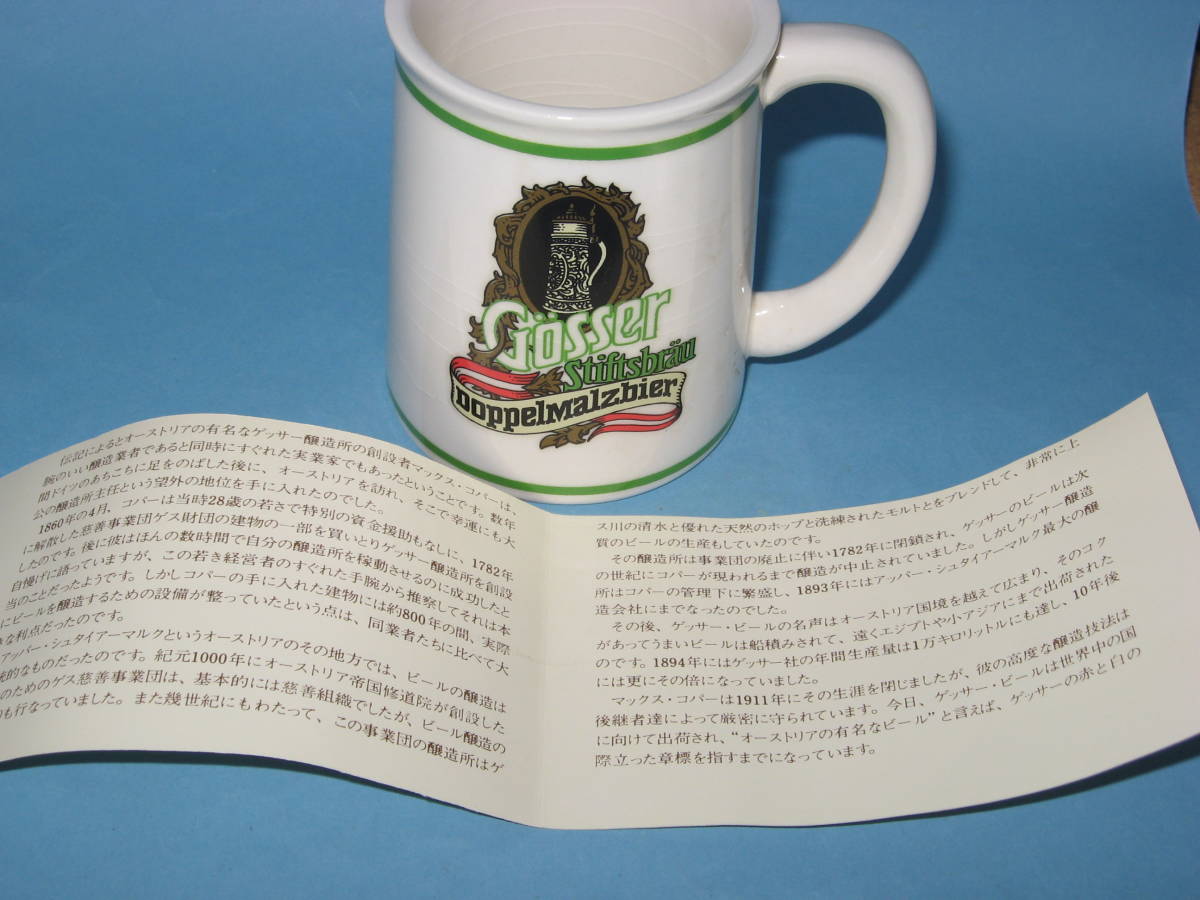 Gösser
Stiftsbräu
Doppelmalzbier
伝記によるとオーストリアの有名なゲッサー醸造所の創設者マックス・コバーは、
腕のいい醸造業者であると同時にすぐれた実業家でもあったということです。数年
間ドイツのあちこちに足をのばした後に、オーストリアを訪れ、そこで幸運にも大
公の醸造所主任という望外の地位を手に入れたのでした。
1860年の4月、コバーは当時28歳の若さで特別の資金援助もなしに、1782年
に解散した慈善事業団ゲス財団の建物の一部を買いとりゲッサー醸造所を創設
したのです。後に彼はほんの数時間で自分の醸造所を稼動させるのに成功したと
自慢げに語っていますが、この若き経営者のすぐれた手腕から推察してそれは本
当のことだったようです。しかしコバーの手に入れた建物には約800年の間、実際
にビールを醸造するための設備が整っていたという点は、同業者たちに比べて大
な利点だったのです。
アッパー・シュタイアーマルクというオーストリアのその地方では、ビールの醸造は
統的なものだったのです。紀元1000年にオーストリア帝国修道院が創設した
のためのゲス慈善事業団は、基本的には慈善組織でしたが、ビール醸造の
も行なっていました。また幾世紀にもわたって、この事業団の醸造所はゲ
ス川の清水と優れた天然のホップと洗練されたモルトとをブレンドして、非常に上
質のビールの生産もしていたのです。
その醸造所は事業団の廃止に伴い1782年に閉鎖され、ゲッサーのビールは次
の世紀にコバーが現われるまで醸造が中止されていました。しかしゲッサー醸造
所はコバーの管理下に繁盛し、1893年にはアッパー・シュタイアーマルク最大の醸
造会社にまでなったのでした。
その後、ゲッサー・ビールの名声はオーストリア国境を越えて広まり、そのコク
があってうまいビールは船積みされて、遠くエジプトや小アジアにまで出荷された
のです。1894年にはゲッサー社の年間生産量は1万キロリットルにも達し、10年後
には更にその倍になっていました。
マックス・コバーは1911年にその生涯を閉じましたが、彼の高度な醸造技法は
後継者達によって厳密に守られています。今日、ゲッサー・ビールは世界中の国
に向けて出荷され、“オーストリアの有名なビール”と言えば、ゲッサーの赤と白の
際立った章標を指すまでになっています。